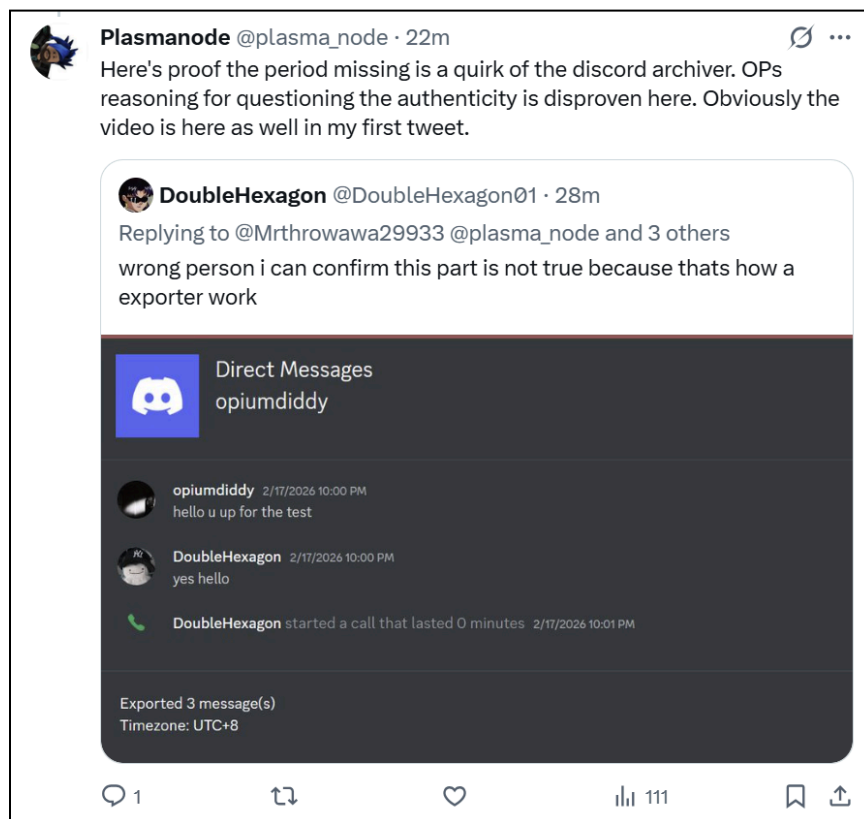 Plasmanode @plasma_node · 22m
Here's proof the period missing is a quirk of the discord archiver. OPs
reasoning for questioning the authenticity is disproven here. Obviously the
video is here as well in my first tweet.
DoubleHexagon @DoubleHexagon01 · 28m
Replying to @Mrthrowawa29933 @plasma_node and 3 others
wrong person i can confirm this part is not true because thats how a
exporter work
Direct Messages
opiumdiddy
opiumdiddy 2/17/2026 10:00 PM
hello u up for the test
DoubleHexagon 2/17/2026 10:00 PM
yes hello
DoubleHexagon started a call that lasted 0 minutes 2/17/2026 10:01 PM
Exported 3 message(s)
Timezone: UTC+8
1
111